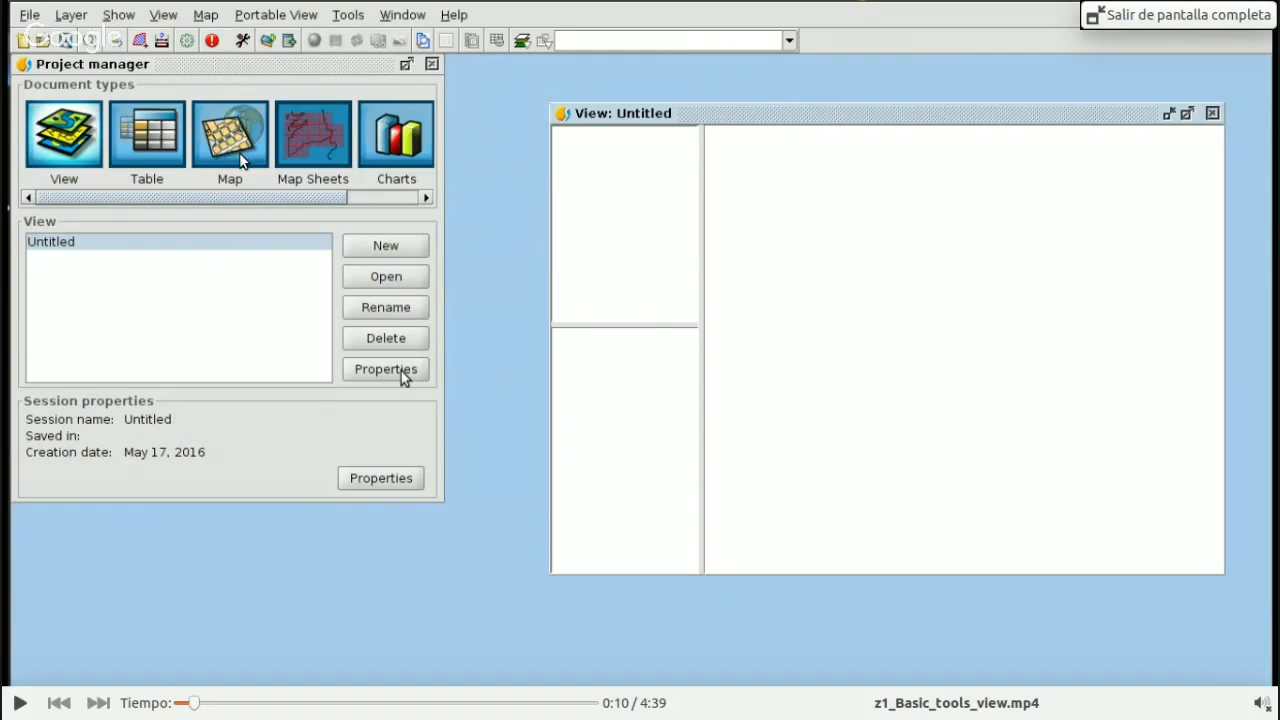 File Layer Show View Map Portable View Tools Window Help
Salir de pantalla completa
Google
Project manager
Document types
View Table Map Map Sheets Charts
View
Untitled
New
Open
Rename
Delete
Properties
Session properties
Session name: Untitled
Saved in:
Creation date: May 17, 2016
Properties
View: Untitled
Tiempo: 0:10 / 4:39 z1_Basic_tools_view.mp4